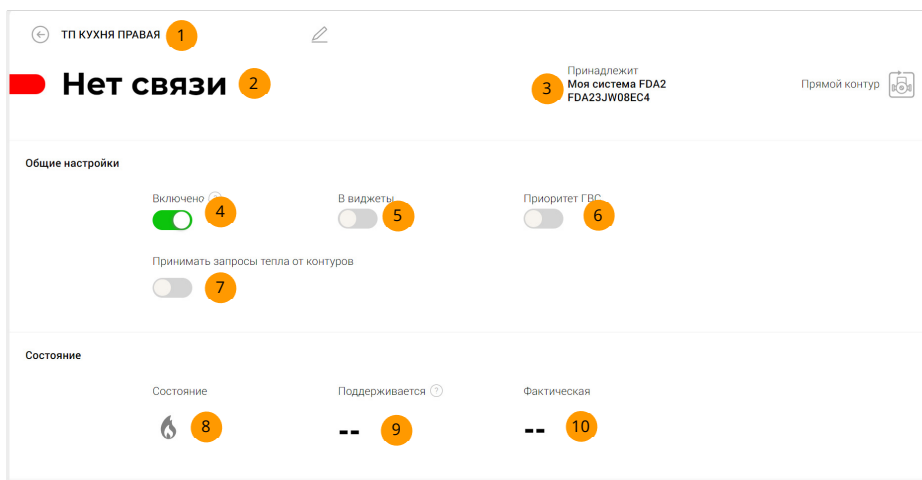 ТП КУХНЯ ПРАВАЯ 1
Нет связи 2
3
Принадлежит
Моя система FDA2
FDA23JW08EC4
Прямой контур
Общие настройки
Включено ? 4
В виджеты 5
Приоритет ГВС 6
Принимать запросы тепла от контуров
7
Состояние
Состояние
Поддерживается ?
Фактическая
8
-- 9
-- 10